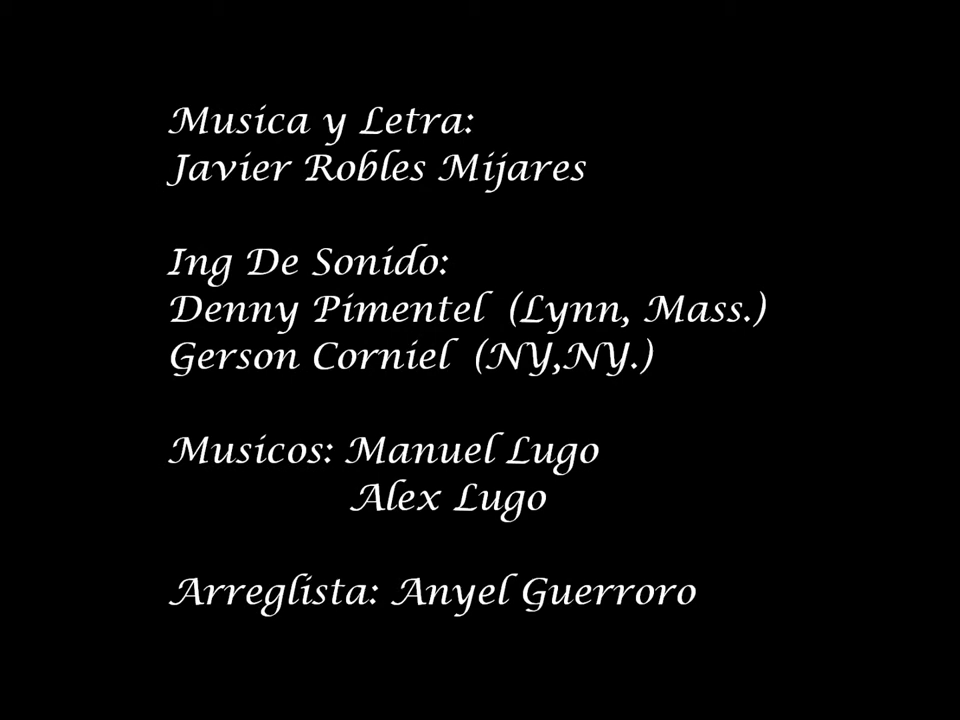 Musica y Letra:
Javier Robles Mijares
Ing De Sonido:
Denny Pimentel (Lynn, Mass.)
Gerson Corniel (NY,NY.)
Musicos: Manuel Lugo
Alex Lugo
Arreglista: Anyel Guerroro